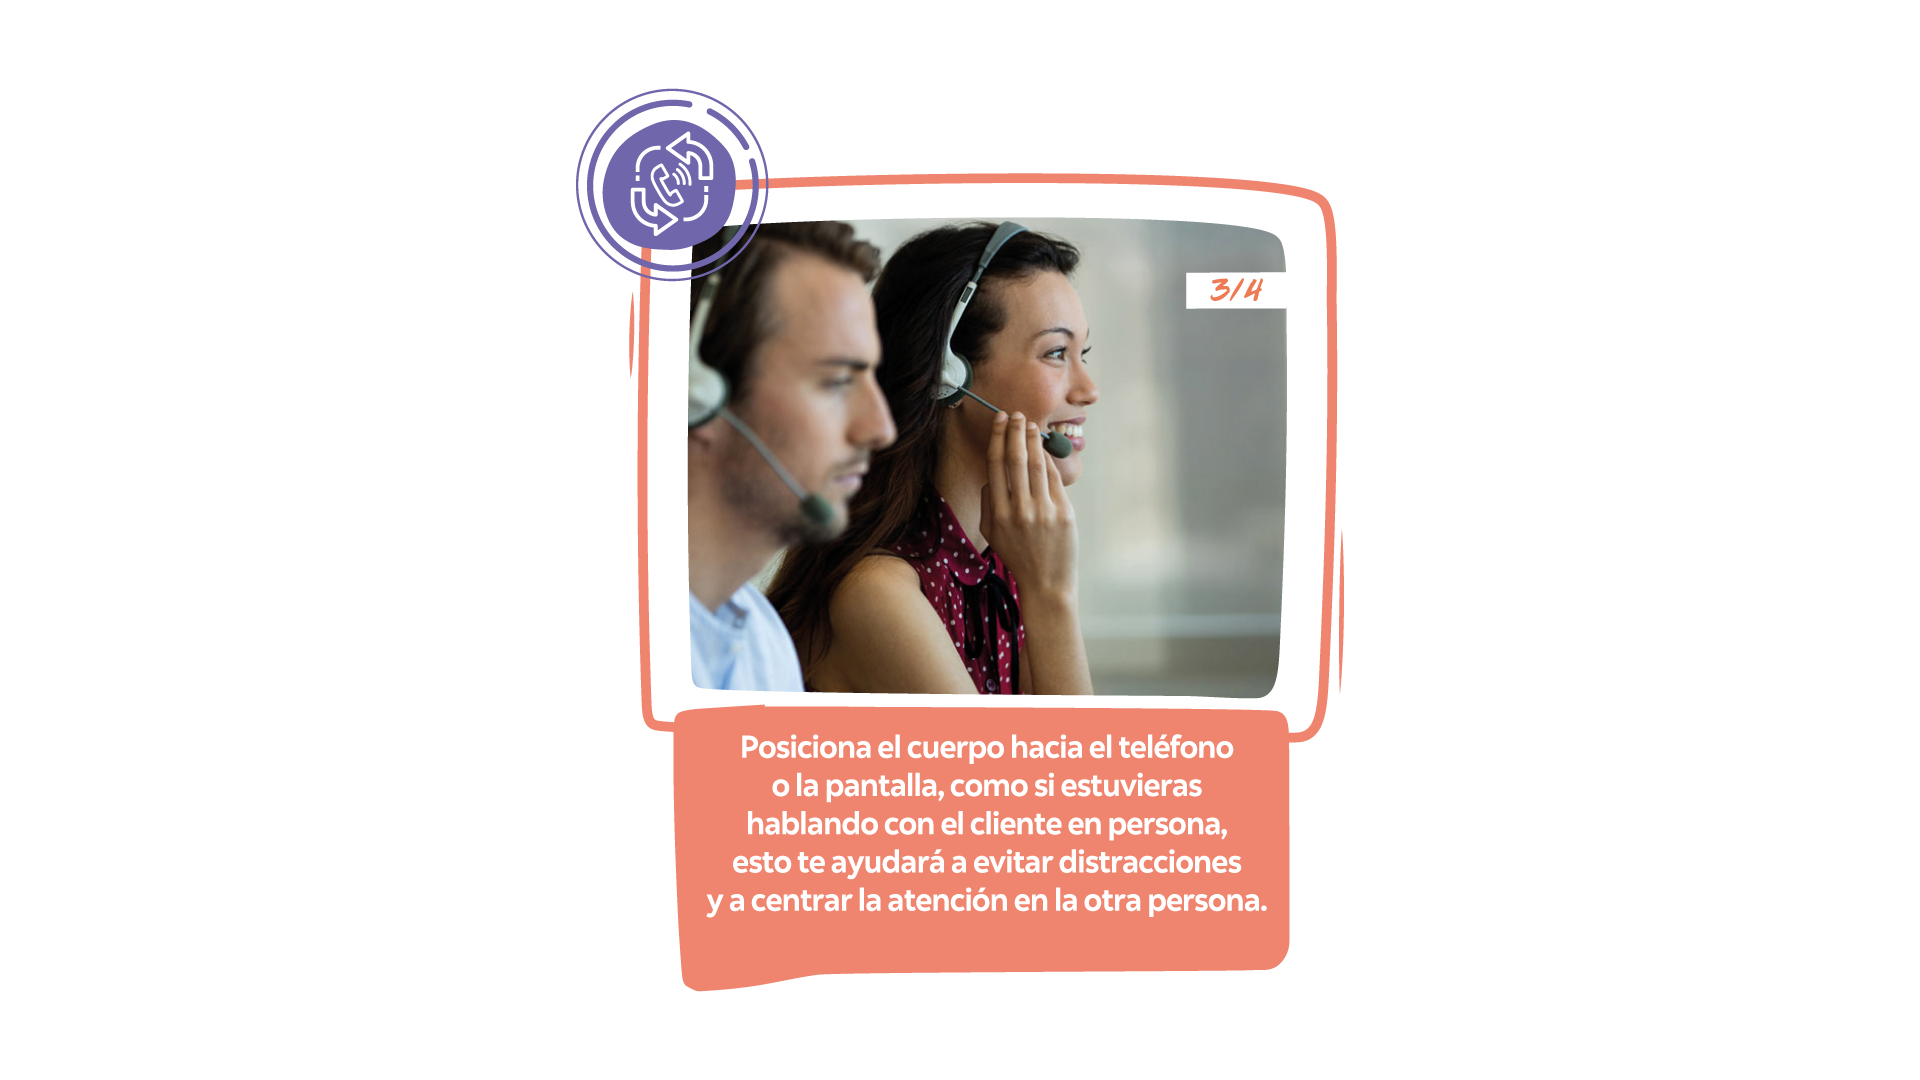 3/4
Posiciona el cuerpo hacia el teléfono
o la pantalla, como si estuvieras
hablando con el cliente en persona,
esto te ayudará a evitar distracciones
y a centrar la atención en la otra persona.